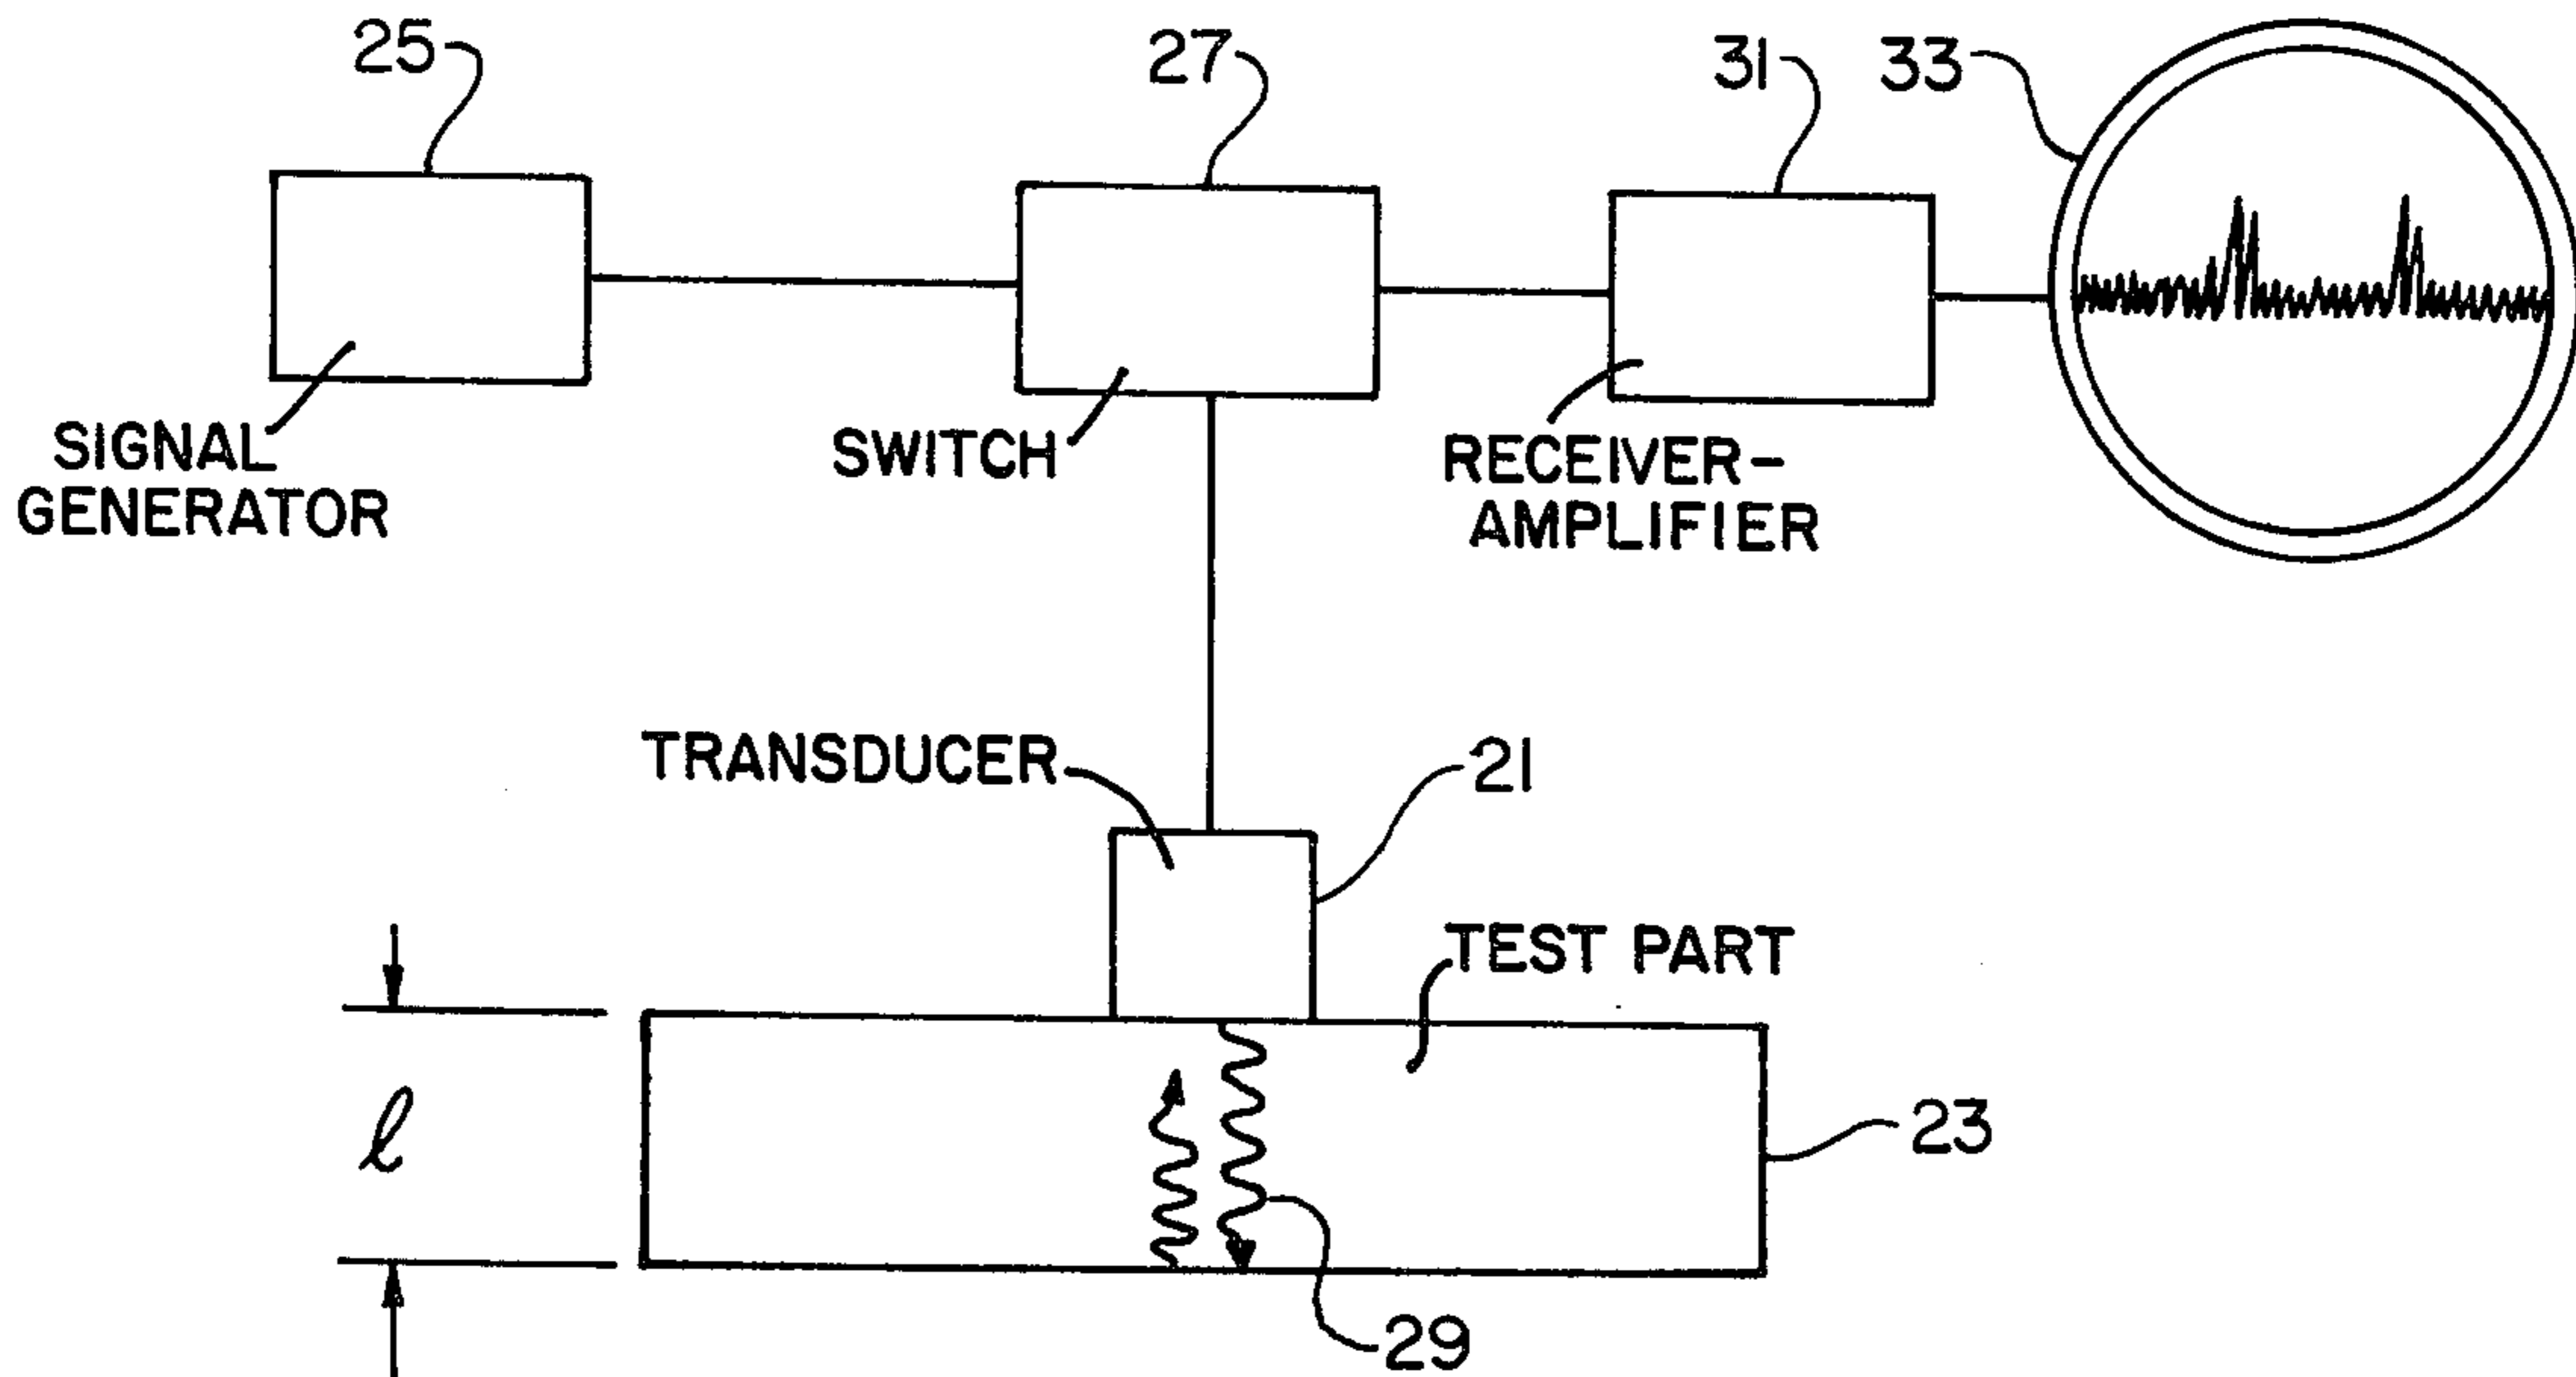 25
27
31
33
SIGNAL
GENERATOR
SWITCH
RECEIVER-
AMPLIFIER
TRANSDUCER
21
TEST PART
ℓ
23
29